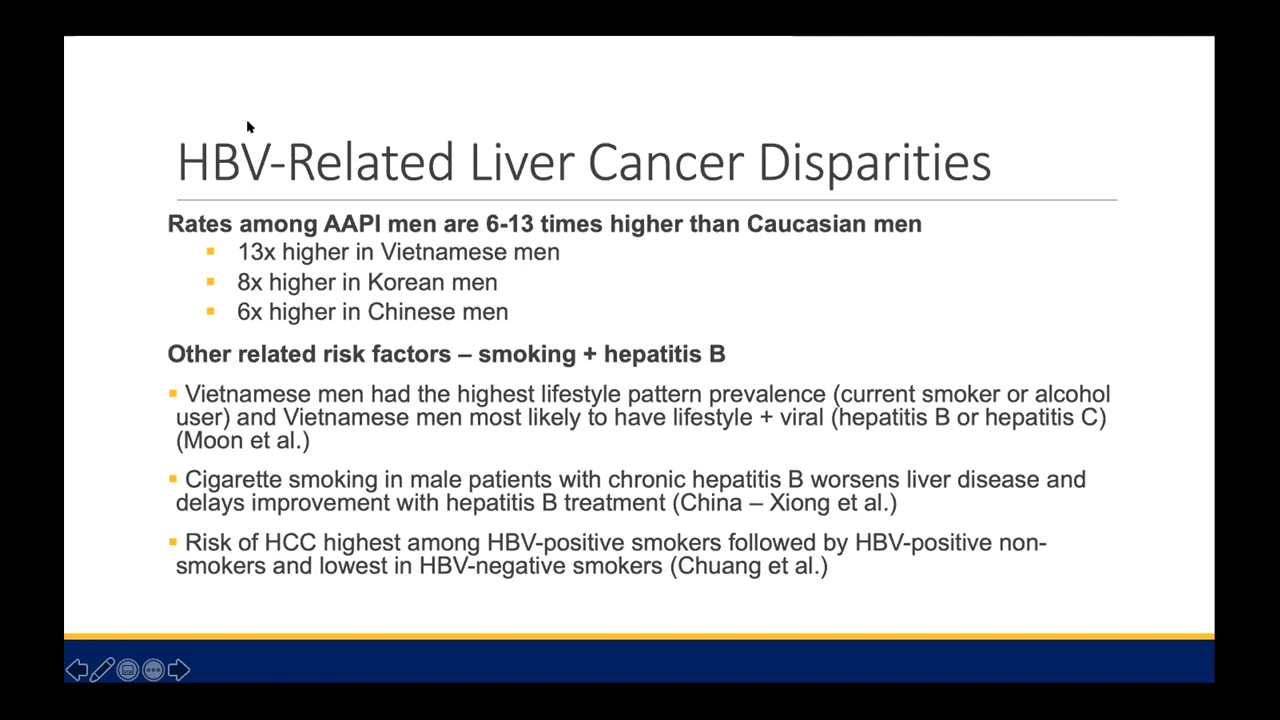 HBV-Related Liver Cancer Disparities
Rates among AAPI men are 6-13 times higher than Caucasian men
▪ 13x higher in Vietnamese men
▪ 8x higher in Korean men
▪ 6x higher in Chinese men
Other related risk factors – smoking + hepatitis B
▪ Vietnamese men had the highest lifestyle pattern prevalence (current smoker or alcohol
user) and Vietnamese men most likely to have lifestyle + viral (hepatitis B or hepatitis C)
(Moon et al.)
▪ Cigarette smoking in male patients with chronic hepatitis B worsens liver disease and
delays improvement with hepatitis B treatment (China – Xiong et al.)
▪ Risk of HCC highest among HBV-positive smokers followed by HBV-positive non-
smokers and lowest in HBV-negative smokers (Chuang et al.)